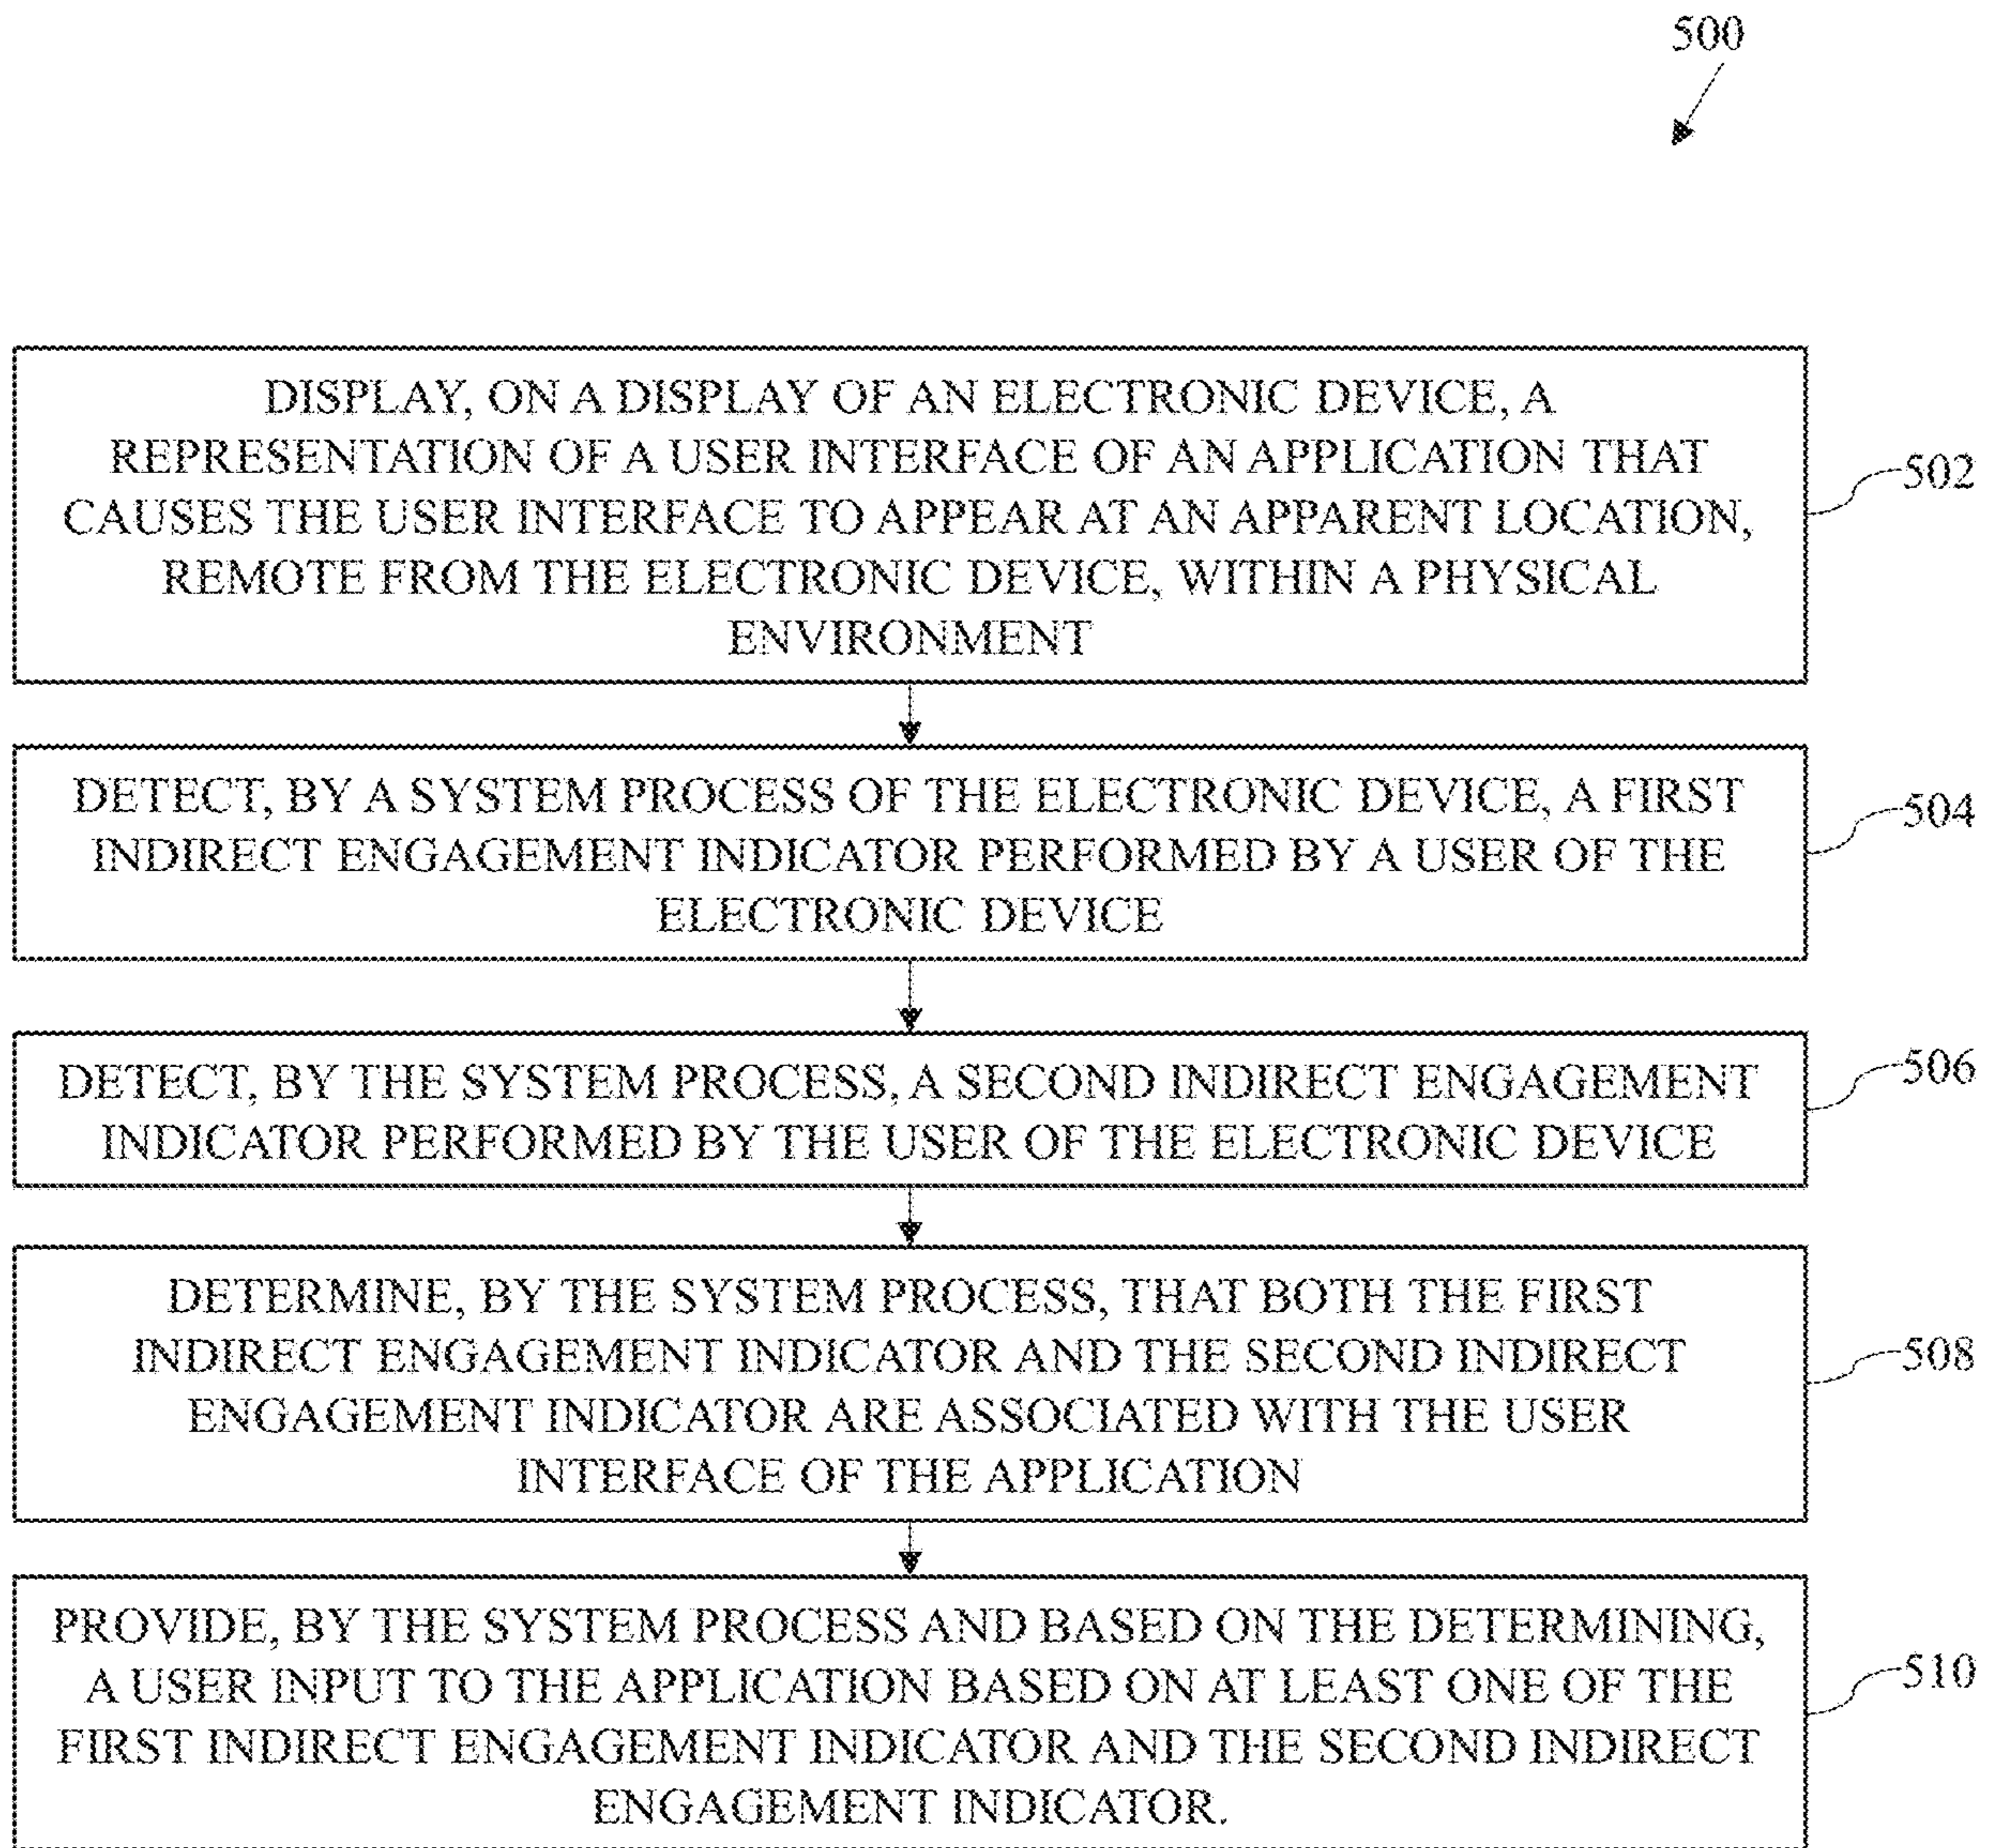 500
DISPLAY, ON A DISPLAY OF AN ELECTRONIC DEVICE, A
REPRESENTATION OF A USER INTERFACE OF AN APPLICATION THAT
CAUSES THE USER INTERFACE TO APPEAR AT AN APPARENT LOCATION,
REMOTE FROM THE ELECTRONIC DEVICE, WITHIN A PHYSICAL
ENVIRONMENT
502
DETECT, BY A SYSTEM PROCESS OF THE ELECTRONIC DEVICE, A FIRST
INDIRECT ENGAGEMENT INDICATOR PERFORMED BY A USER OF THE
ELECTRONIC DEVICE
504
DETECT, BY THE SYSTEM PROCESS, A SECOND INDIRECT ENGAGEMENT
INDICATOR PERFORMED BY THE USER OF THE ELECTRONIC DEVICE
506
DETERMINE, BY THE SYSTEM PROCESS, THAT BOTH THE FIRST
INDIRECT ENGAGEMENT INDICATOR AND THE SECOND INDIRECT
ENGAGEMENT INDICATOR ARE ASSOCIATED WITH THE USER
INTERFACE OF THE APPLICATION
508
PROVIDE, BY THE SYSTEM PROCESS AND BASED ON THE DETERMINING,
A USER INPUT TO THE APPLICATION BASED ON AT LEAST ONE OF THE
FIRST INDIRECT ENGAGEMENT INDICATOR AND THE SECOND INDIRECT
ENGAGEMENT INDICATOR.
510